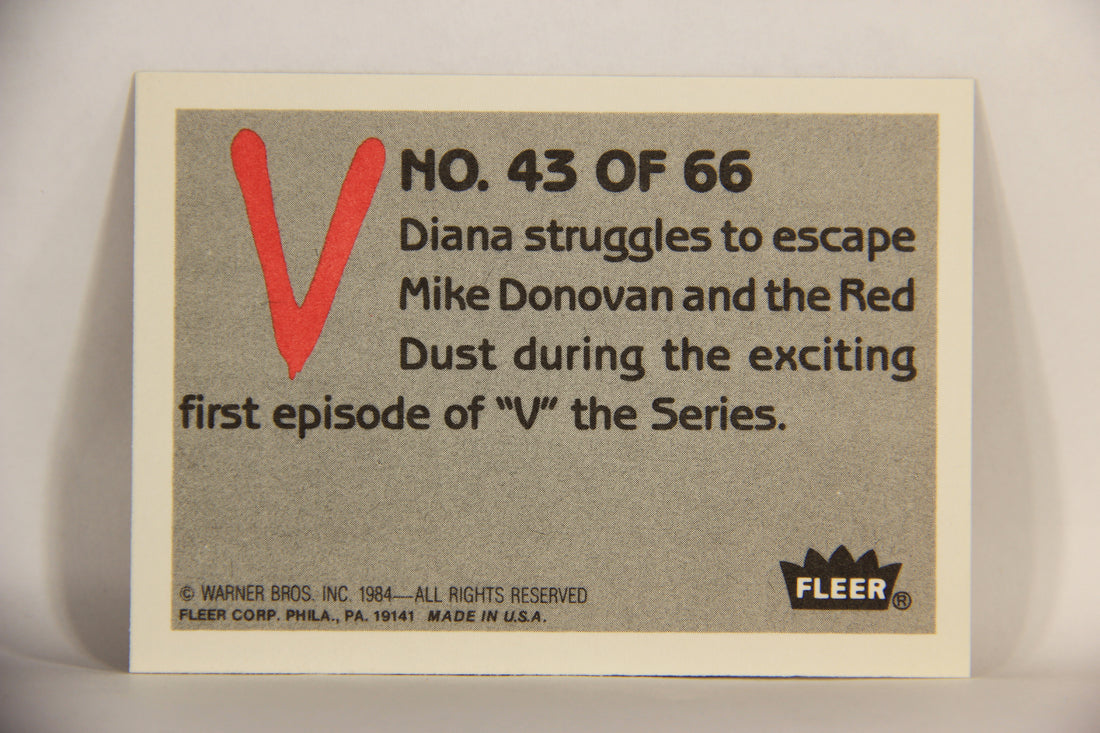 V
NO. 43 OF 66
Diana struggles to escape
Mike Donovan and the Red
Dust during the exciting
first episode of "V" the Series.
© WARNER BROS. INC. 1984—ALL RIGHTS RESERVED
FLEER CORP. PHILA., PA. 19141 MADE IN U.S.A.
FLEER®